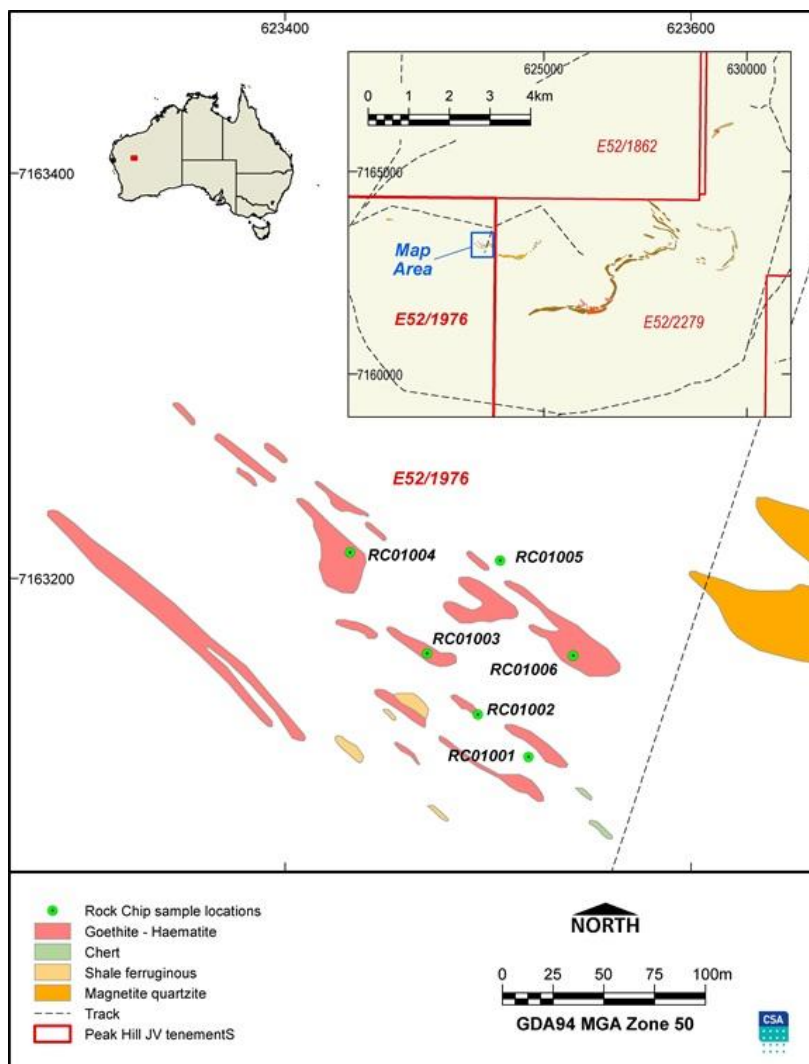 623400
623600
7163400
7163200
625000
630000
0 1 2 3 4km
7165000
7160000
E52/1862
Map
Area
E52/1976
E52/2279
E52/1976
RC01004
RC01005
RC01003
RC01006
RC01002
RC01001
Rock Chip sample locations
Goethite - Haematite
Chert
Shale ferruginous
Magnetite quartzite
Track
Peak Hill JV tenementS
NORTH
0 25 50 75 100m
GDA94 MGA Zone 50
CSA